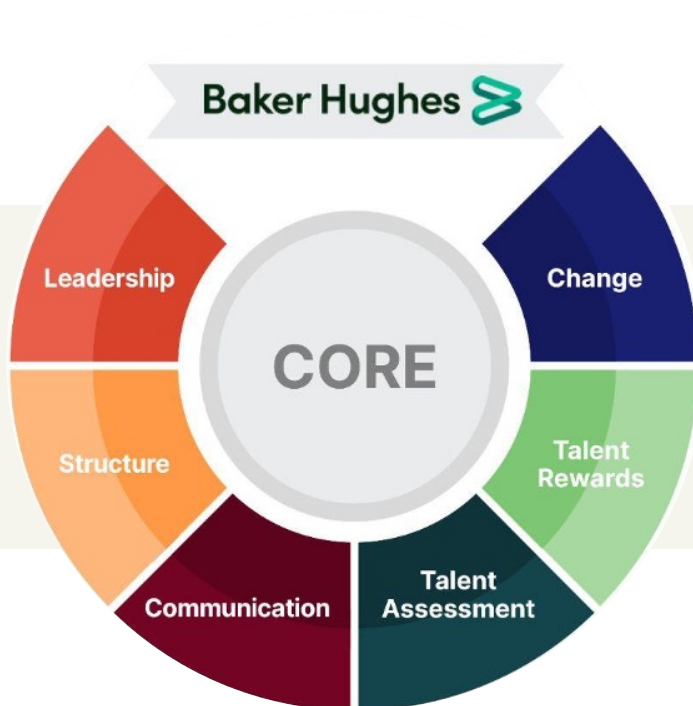 Baker Hughes
Leadership
Change
CORE
Structure
Talent
Rewards
Communication
Talent
Assessment